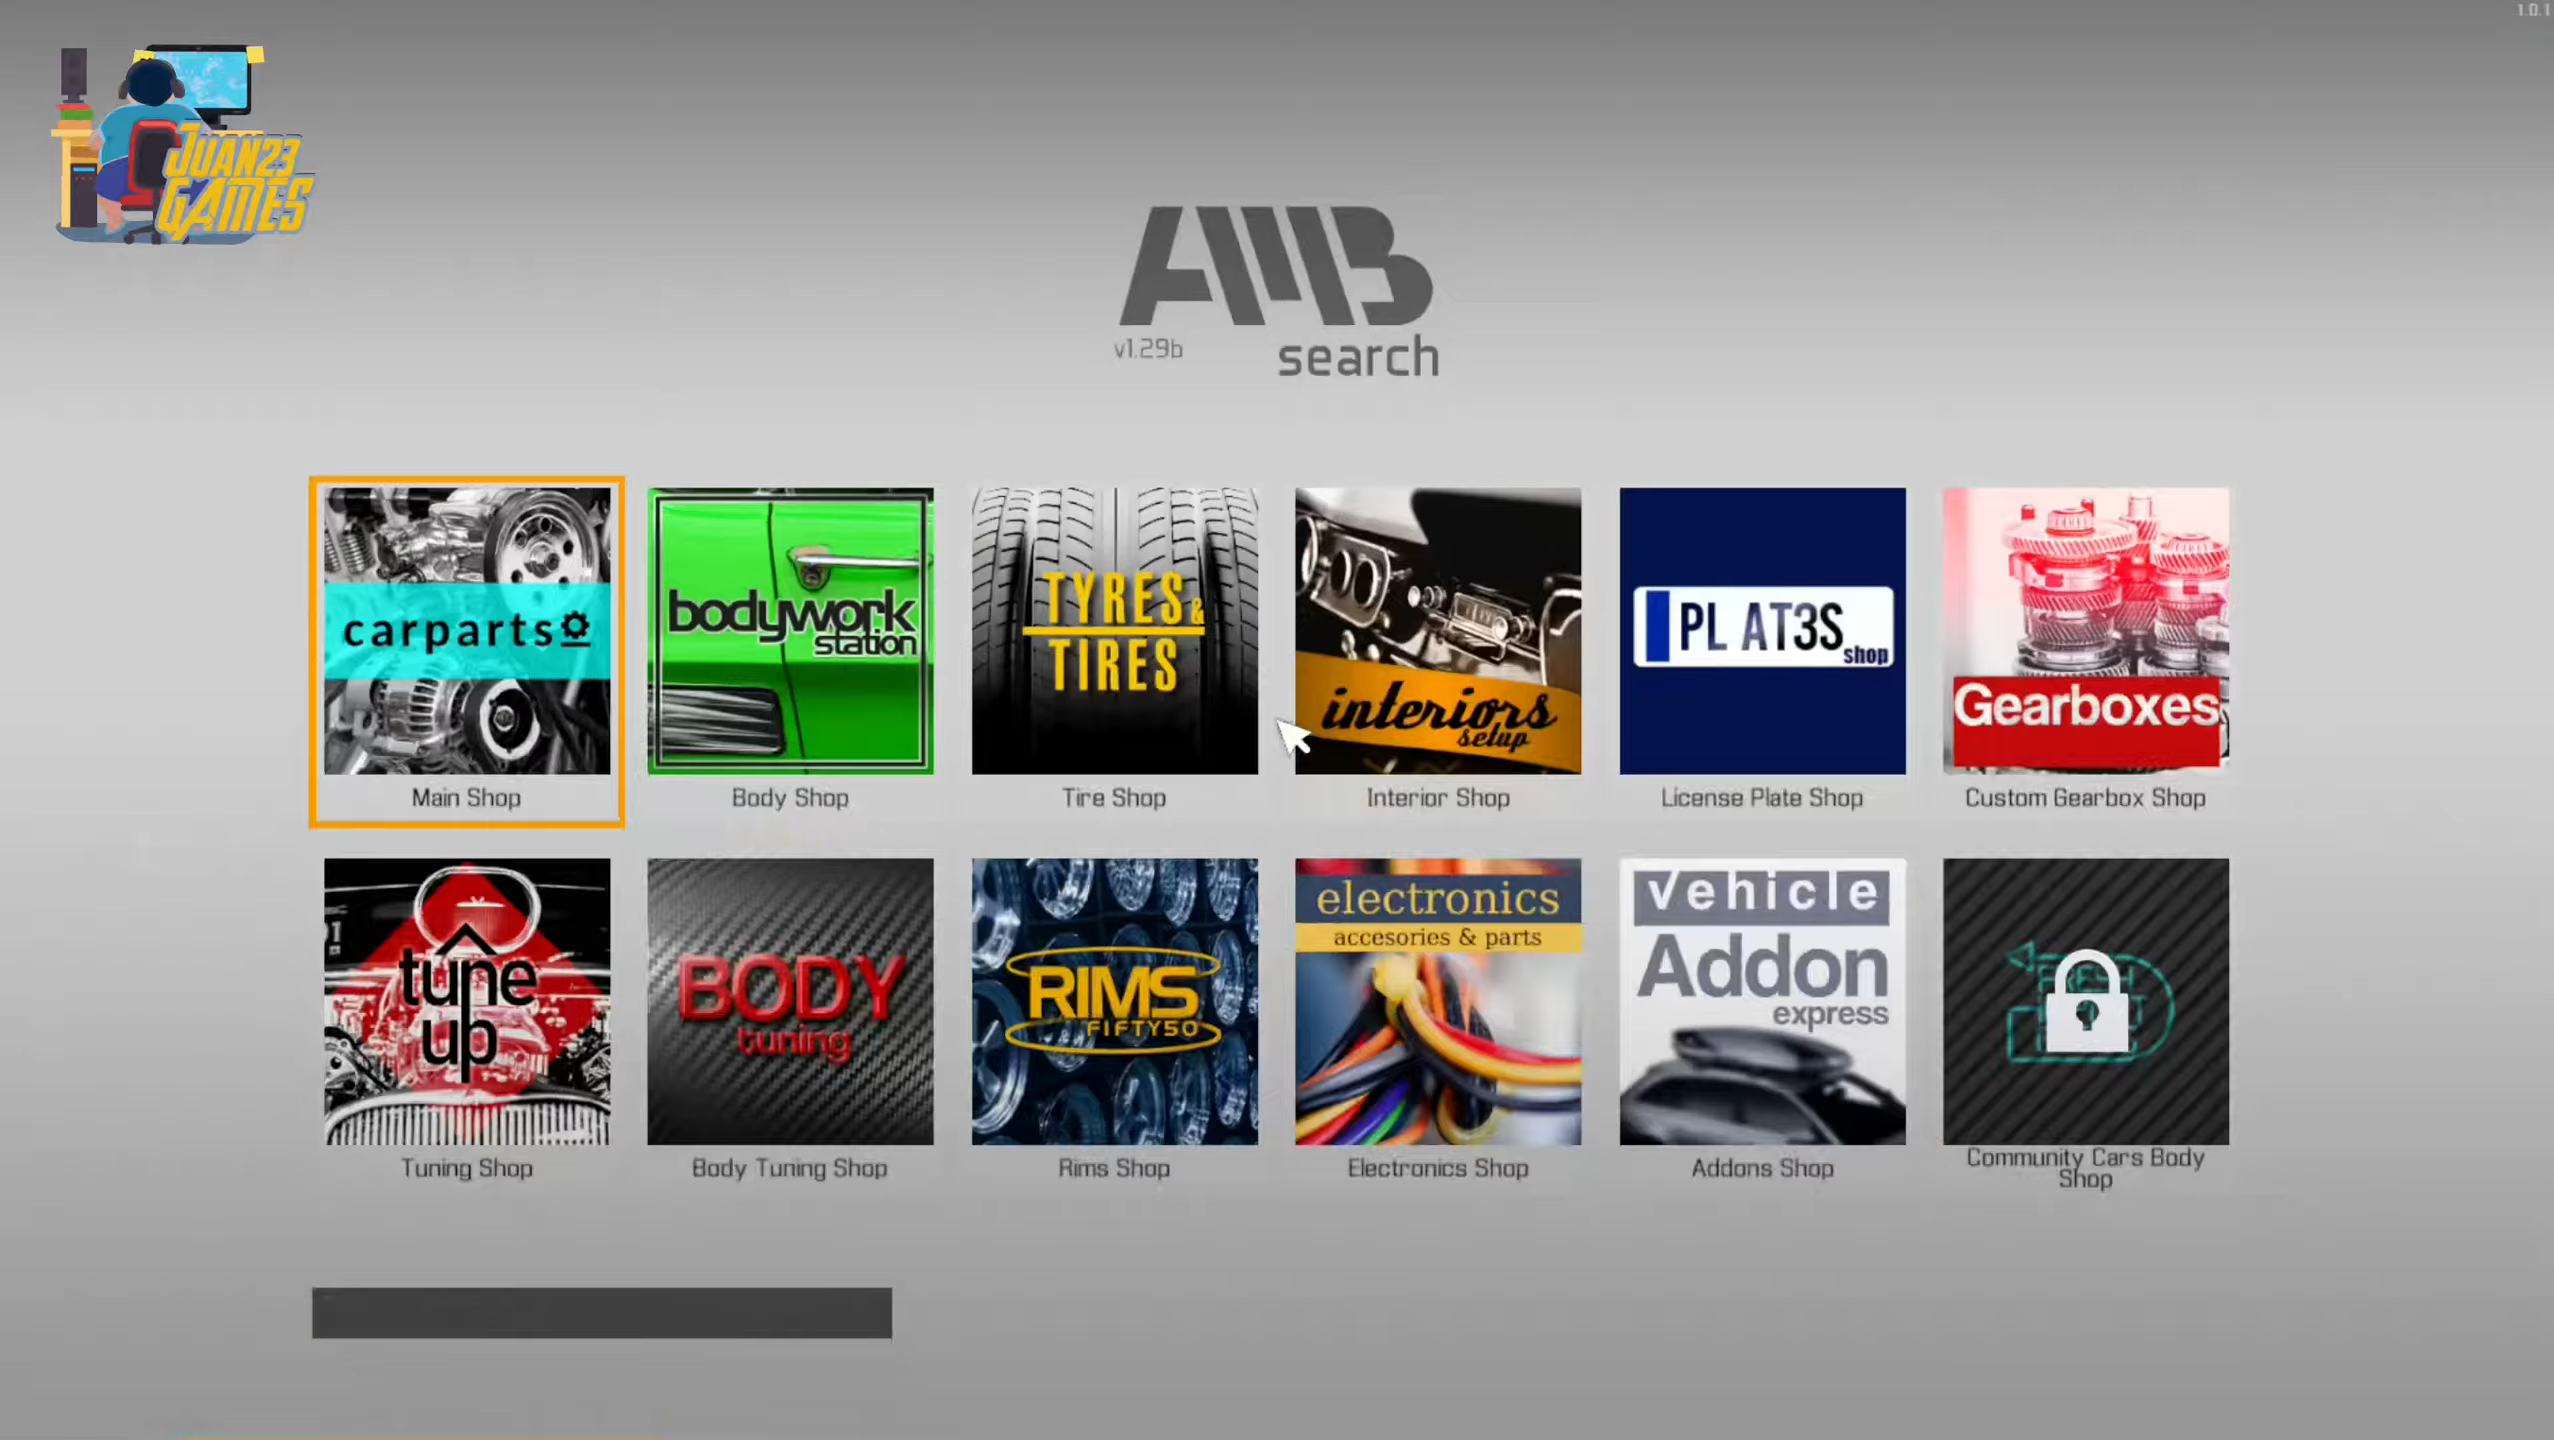 1.0.1
JUAN23
GAMES
AMB
v1.29b
search
carparts
bodywork
station
TYRES &
TIRES
interiors
setup
PL AT3S
shop
Gearboxes
Main Shop
Body Shop
Tire Shop
Interior Shop
License Plate Shop
Custom Gearbox Shop
tune
up
BODY
tuning
RIMS
FIFTY50
electronics
accesories & parts
vehicle
Addon
express
Tuning Shop
Body Tuning Shop
Rims Shop
Electronics Shop
Addons Shop
Community Cars Body
Shop